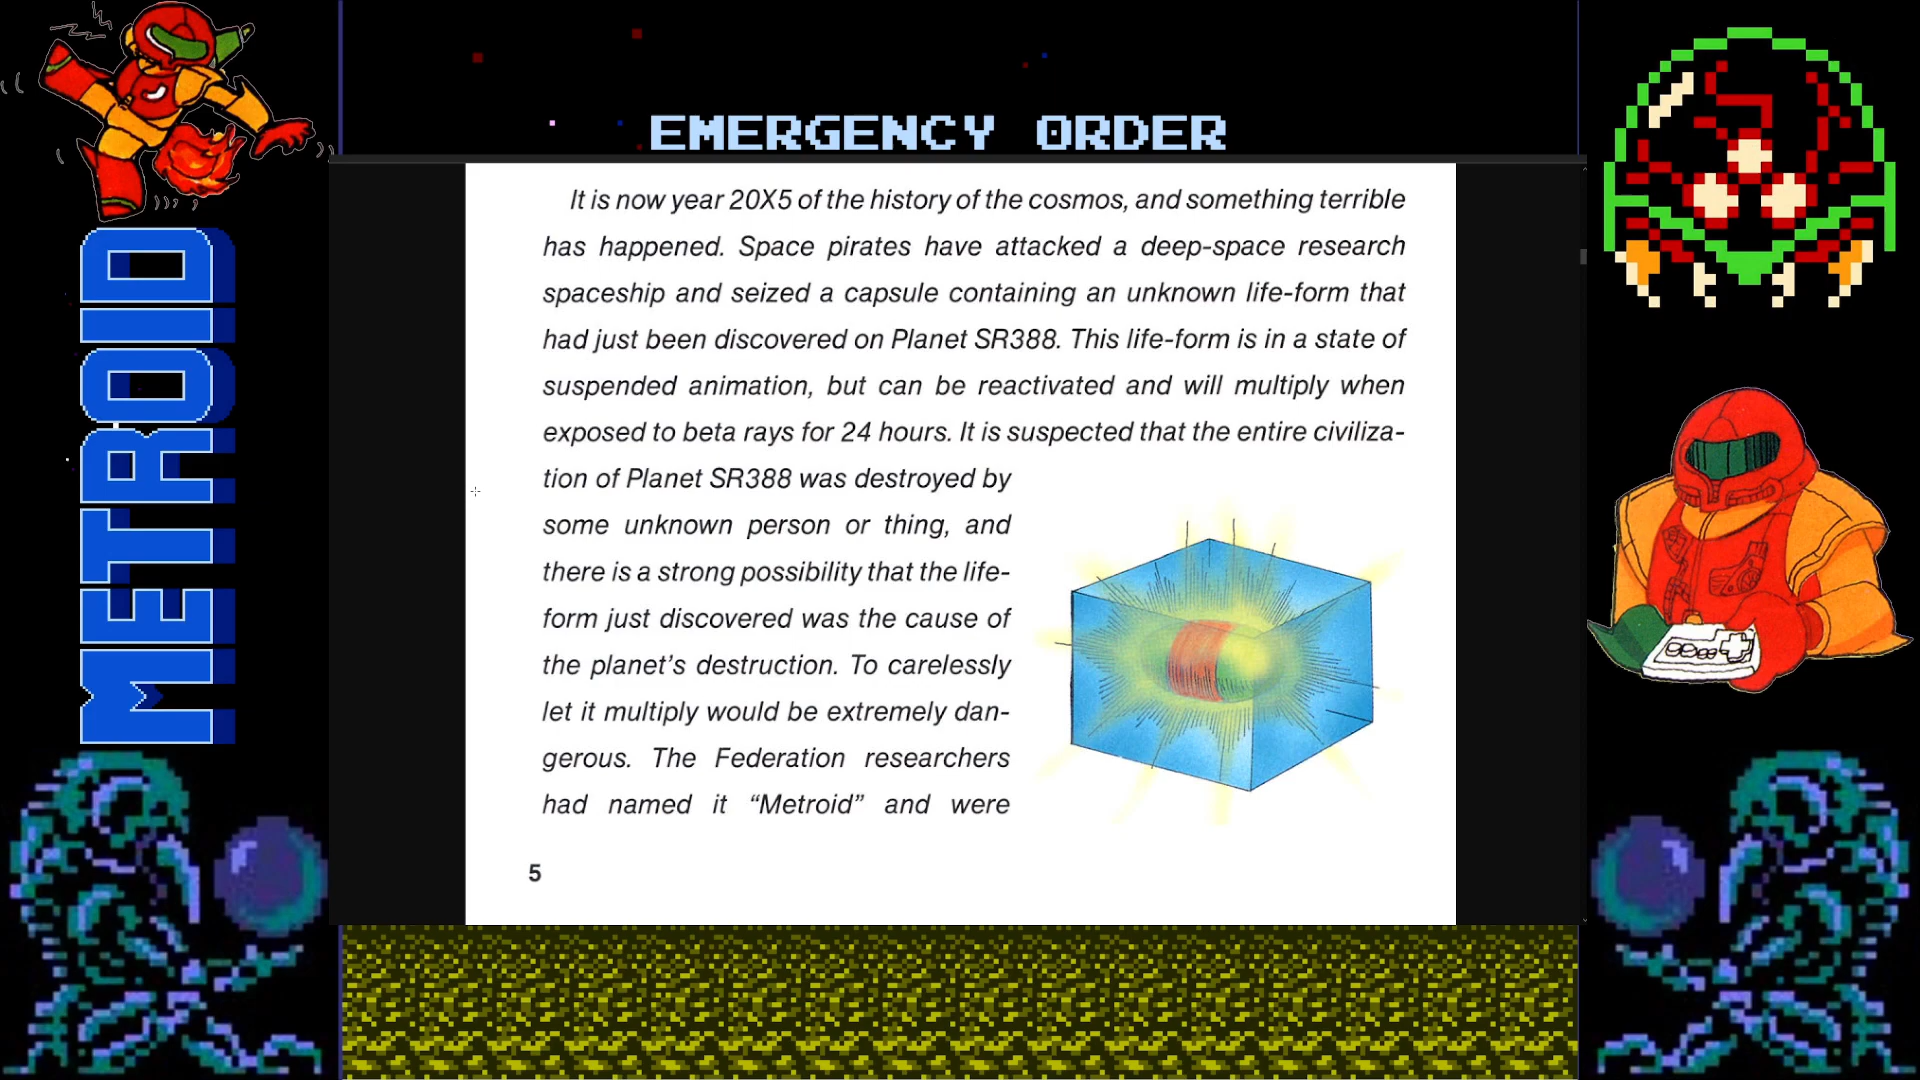 EMERGENCY ORDER
METROID
It is now year 20X5 of the history of the cosmos, and something terrible
has happened. Space pirates have attacked a deep-space research
spaceship and seized a capsule containing an unknown life-form that
had just been discovered on Planet SR388. This life-form is in a state of
suspended animation, but can be reactivated and will multiply when
exposed to beta rays for 24 hours. It is suspected that the entire civiliza-
tion of Planet SR388 was destroyed by
some unknown person or thing, and
there is a strong possibility that the life-
form just discovered was the cause of
the planet's destruction. To carelessly
let it multiply would be extremely dan-
gerous. The Federation researchers
had named it “Metroid” and were
5